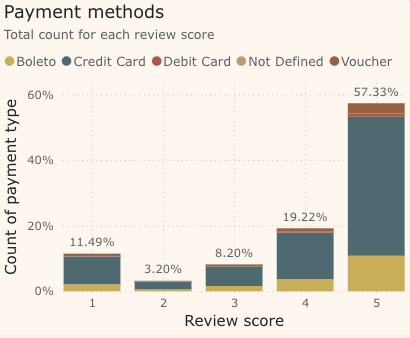 Payment methods
Total count for each review score
Boleto Credit Card Debit Card Not Defined Voucher
Count of payment type
60%
40%
20%
0%
11.49%
3.20%
8.20%
19.22%
57.33%
1 2 3 4 5
Review score